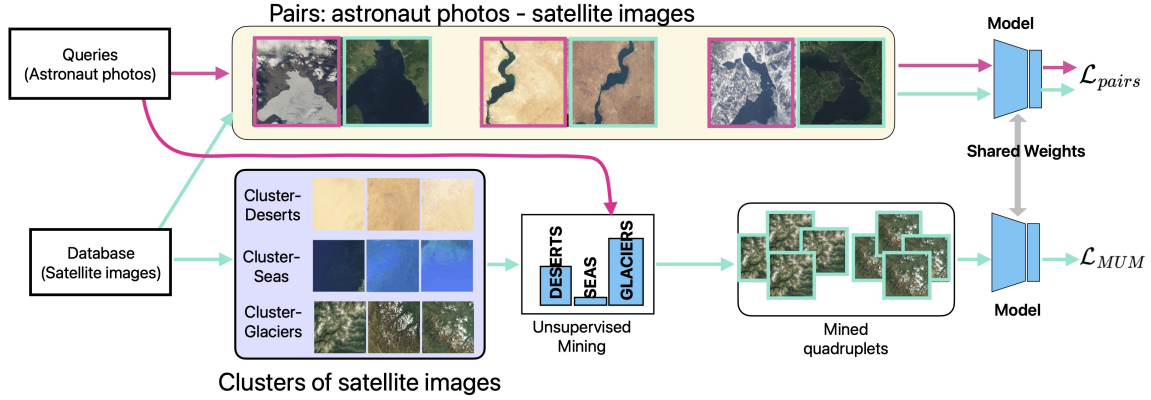 Pairs: astronaut photos - satellite images
Queries
(Astronaut photos)
Model
ℒpairs
Shared Weights
Database
(Satellite images)
Cluster-
Deserts
Cluster-
Seas
Cluster-
Glaciers
Clusters of satellite images
DESERTS
SEAS
GLACIERS
Unsupervised
Mining
Mined
quadruplets
ℒMUM
Model